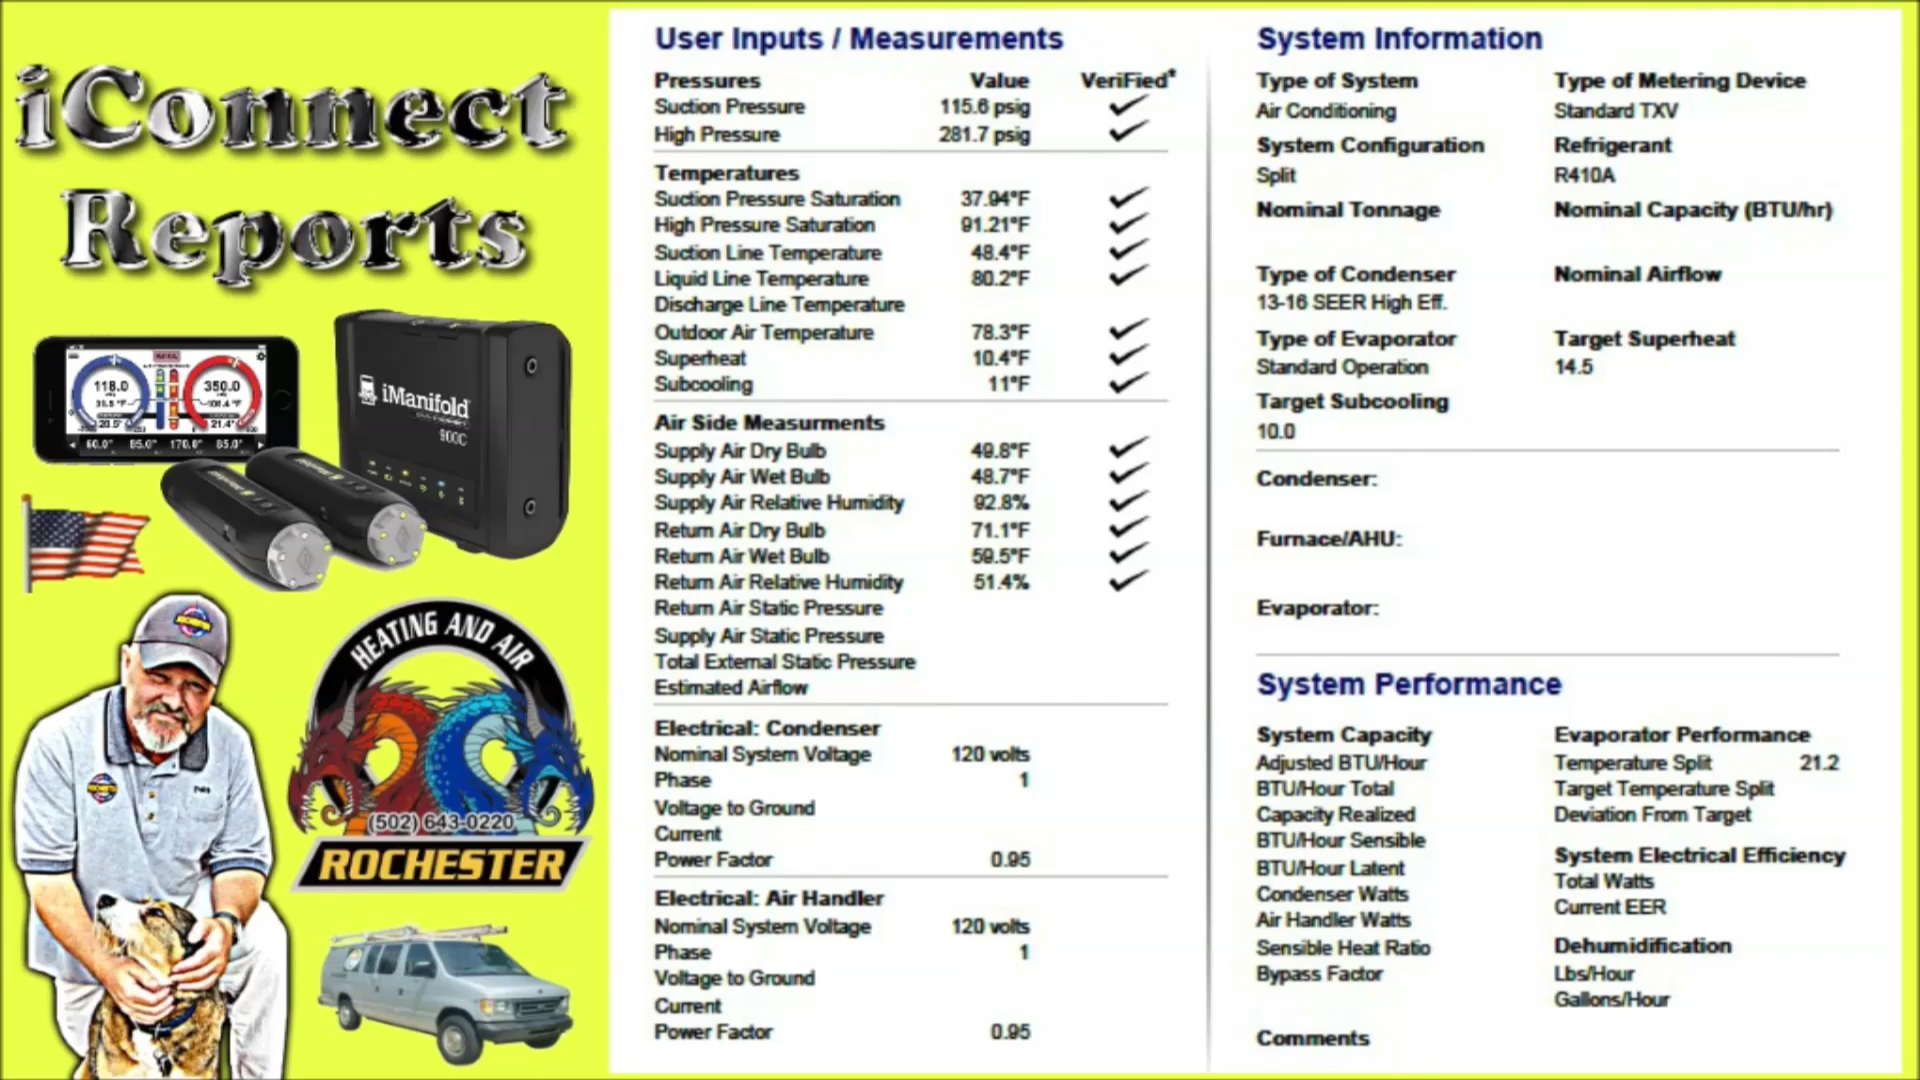 iConnect
Reports
118.0
350.0
21.4°
60.0° 85.0° 170.0° 85.0°
iManifold
900C
HEATING AND AIR
(502) 643-0220
ROCHESTER
ROCHESTER
User Inputs / Measurements
Pressures Value VeriFied*
Suction Pressure 115.6 psig
High Pressure 281.7 psig
Temperatures
Suction Pressure Saturation 37.94°F
High Pressure Saturation 91.21°F
Suction Line Temperature 48.4°F
Liquid Line Temperature 80.2°F
Discharge Line Temperature
Outdoor Air Temperature 78.3°F
Superheat 10.4°F
Subcooling 11°F
Air Side Measurments
Supply Air Dry Bulb 49.8°F
Supply Air Wet Bulb 48.7°F
Supply Air Relative Humidity 92.8%
Return Air Dry Bulb 71.1°F
Return Air Wet Bulb 59.5°F
Return Air Relative Humidity 51.4%
Return Air Static Pressure
Supply Air Static Pressure
Total External Static Pressure
Estimated Airflow
Electrical: Condenser
Nominal System Voltage 120 volts
Phase 1
Voltage to Ground
Current
Power Factor 0.95
Electrical: Air Handler
Nominal System Voltage 120 volts
Phase 1
Voltage to Ground
Current
Power Factor 0.95
System Information
Type of System Type of Metering Device
Air Conditioning Standard TXV
System Configuration Refrigerant
Split R410A
Nominal Tonnage Nominal Capacity (BTU/hr)
Type of Condenser Nominal Airflow
13-16 SEER High Eff.
Type of Evaporator Target Superheat
Standard Operation 14.5
Target Subcooling
10.0
Condenser:
Furnace/AHU:
Evaporator:
System Performance
System Capacity Evaporator Performance
Adjusted BTU/Hour Temperature Split 21.2
BTU/Hour Total Target Temperature Split
Capacity Realized Deviation From Target
BTU/Hour Sensible
System Electrical Efficiency
BTU/Hour Latent Total Watts
Condenser Watts Current EER
Air Handler Watts
Sensible Heat Ratio Dehumidification
Bypass Factor Lbs/Hour
Gallons/Hour
Comments